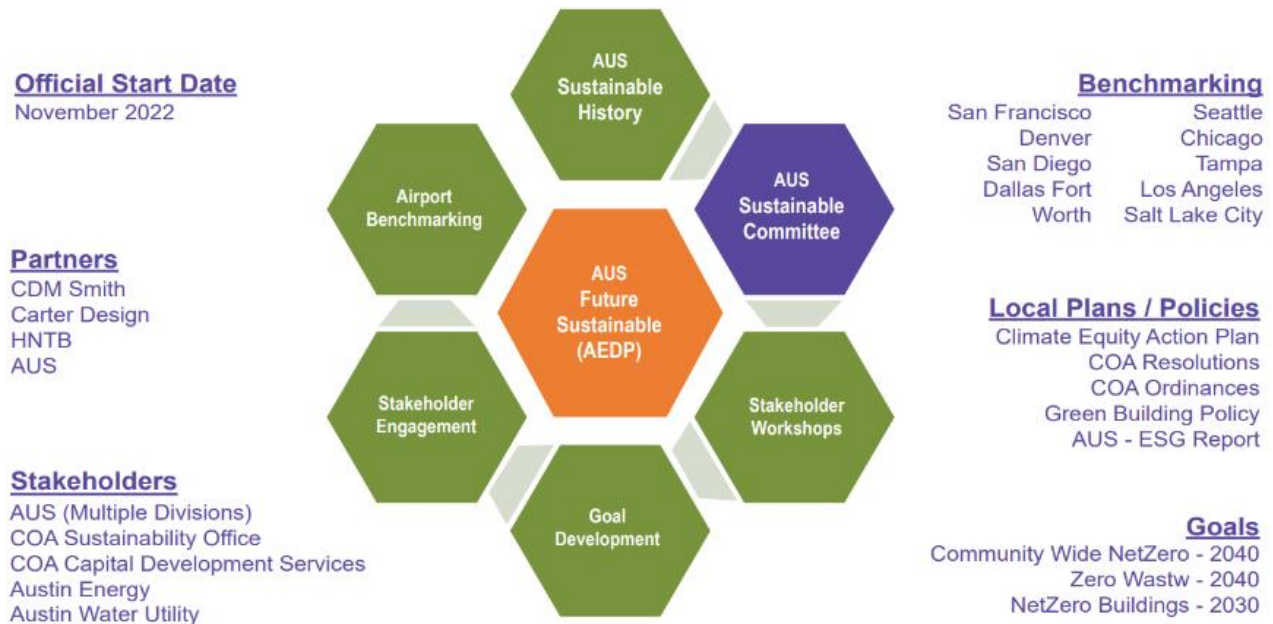 Official Start Date
November 2022
Partners
CDM Smith
Carter Design
HNTB
AUS
Stakeholders
AUS (Multiple Divisions)
COA Sustainability Office
COA Capital Development Services
Austin Energy
Austin Water Utility
AUS
Sustainable
History
AUS
Sustainable
Committee
Stakeholder
Workshops
Goal
Development
Stakeholder
Engagement
Airport
Benchmarking
AUS
Future
Sustainable
(AEDP)
Benchmarking
San Francisco Seattle
Denver Chicago
San Diego Tampa
Dallas Fort Los Angeles
Worth Salt Lake City
Local Plans / Policies
Climate Equity Action Plan
COA Resolutions
COA Ordinances
Green Building Policy
AUS - ESG Report
Goals
Community Wide NetZero - 2040
Zero Wastw - 2040
NetZero Buildings - 2030